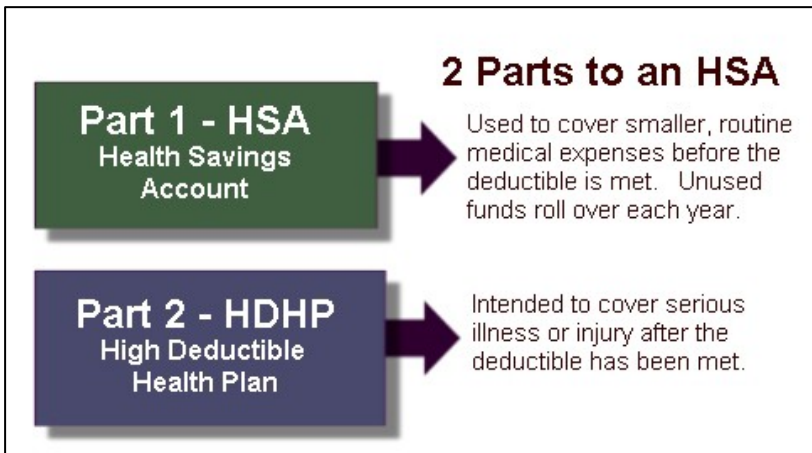 2 Parts to an HSA
Part 1 - HSA
Health Savings
Account
Used to cover smaller, routine
medical expenses before the
deductible is met. Unused
funds roll over each year.
Part 2 - HDHP
High Deductible
Health Plan
Intended to cover serious
illness or injury after the
deductible has been met.